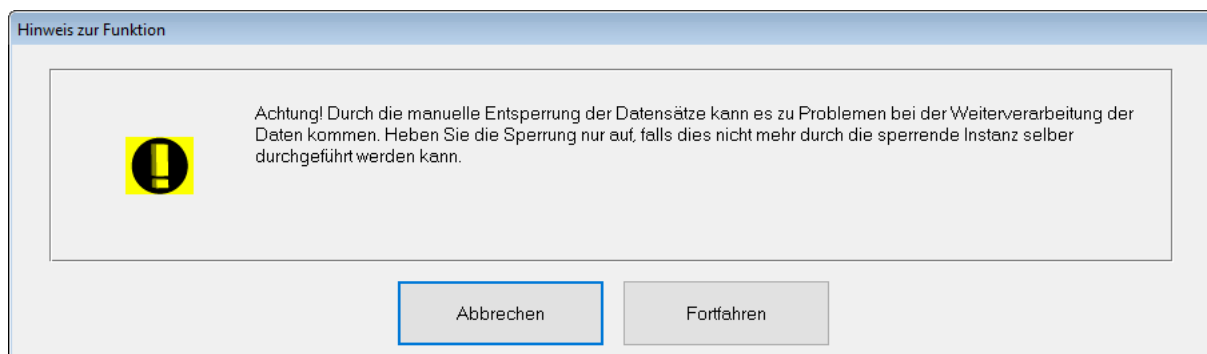 Hinweis zur Funktion
Achtung! Durch die manuelle Entsperrung der Datensätze kann es zu Problemen bei der Weiterverarbeitung der
Daten kommen. Heben Sie die Sperrung nur auf, falls dies nicht mehr durch die sperrende Instanz selber
durchgeführt werden kann.
Abbrechen
Fortfahren